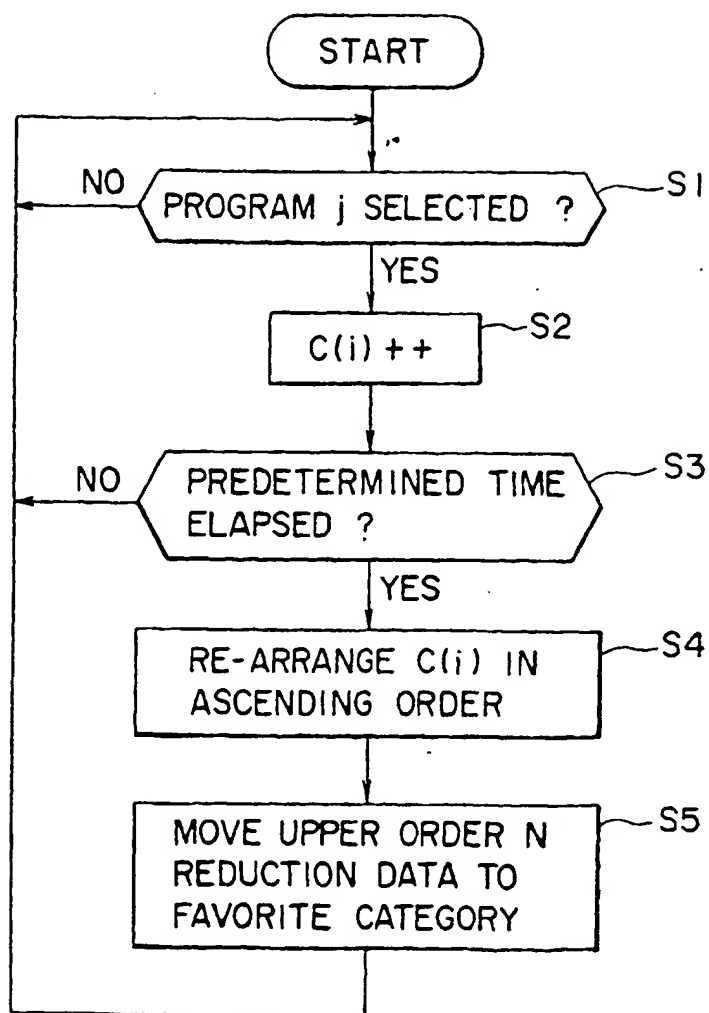 START
NO
PROGRAM j SELECTED ?
S1
YES
C(i)++
S2
NO
PREDETERMINED TIME
ELAPSED ?
S3
YES
RE-ARRANGE C(i) IN
ASCENDING ORDER
S4
MOVE UPPER ORDER N
REDUCTION DATA TO
FAVORITE CATEGORY
S5